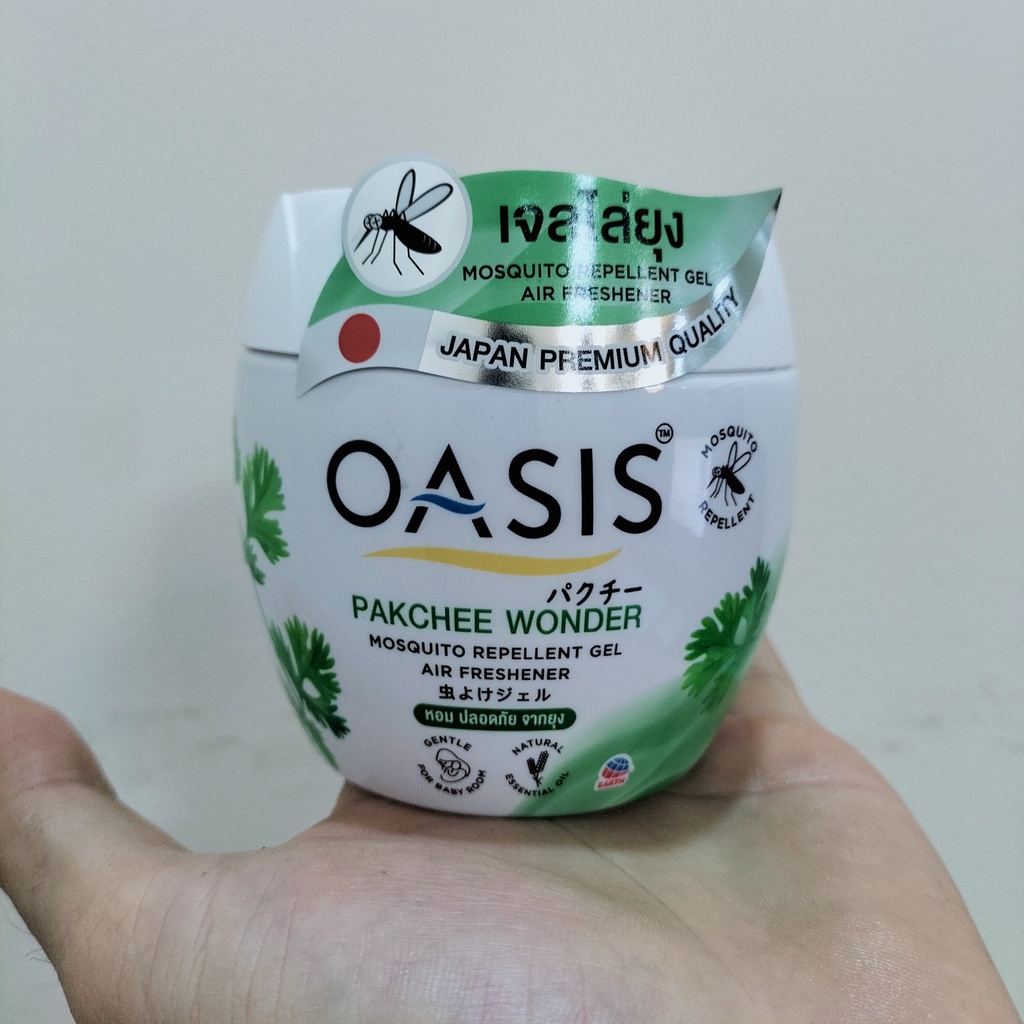 เจลไล่ยุง
MOSQUITO REPELLENT GEL
AIR FRESHENER
JAPAN PREMIUM QUALITY
OASIS™
MOSQUITO REPELLENT
パクチー
PAKCHEE WONDER
MOSQUITO REPELLENT GEL
AIR FRESHENER
虫よけジェル
หอม ปลอดภัย จากยุง
GENTLE FOR BABY ROOM
NATURAL ESSENTIAL OIL
EARTH